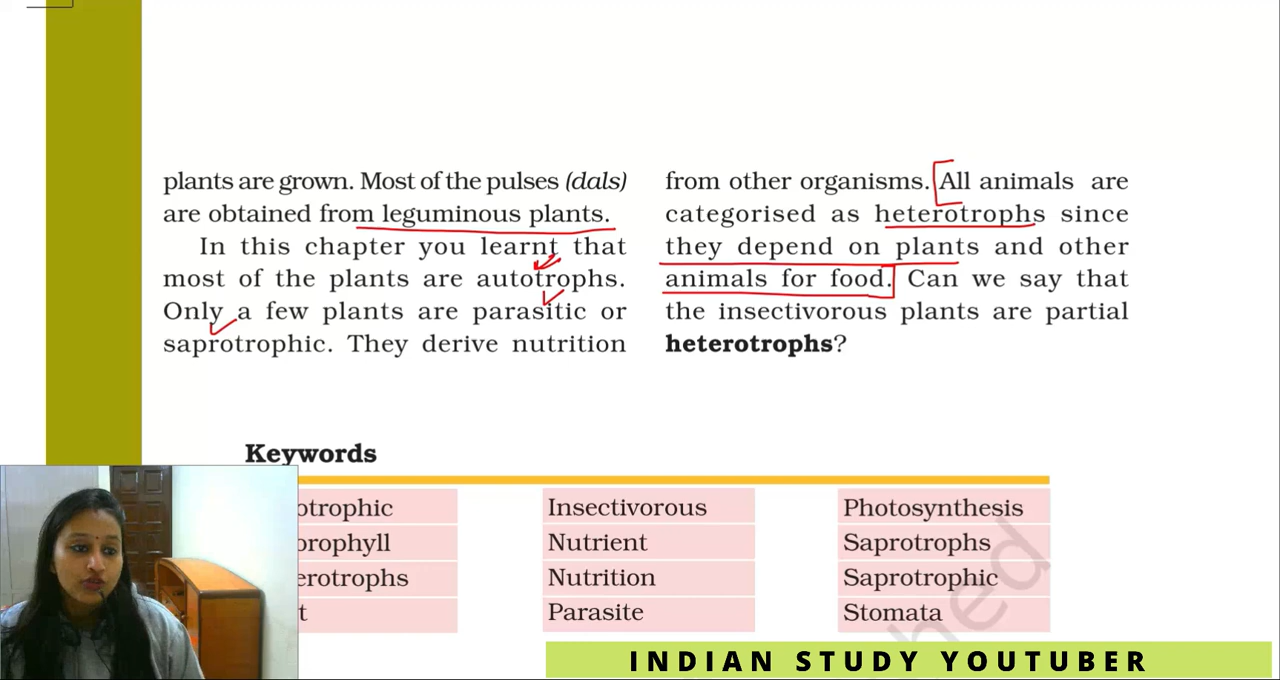 plants are grown. Most of the pulses (dals)
are obtained from leguminous plants.
In this chapter you learnt that
most of the plants are autotrophs.
Only a few plants are parasitic or
saprotrophic. They derive nutrition
from other organisms. All animals are
categorised as heterotrophs since
they depend on plants and other
animals for food. Can we say that
the insectivorous plants are partial
heterotrophs?
Keywords
otrophic
orophyll
erotrophs
t
Insectivorous
Nutrient
Nutrition
Parasite
Photosynthesis
Saprotrophs
Saprotrophic
Stomata
hed
INDIAN STUDY YOUTUBER